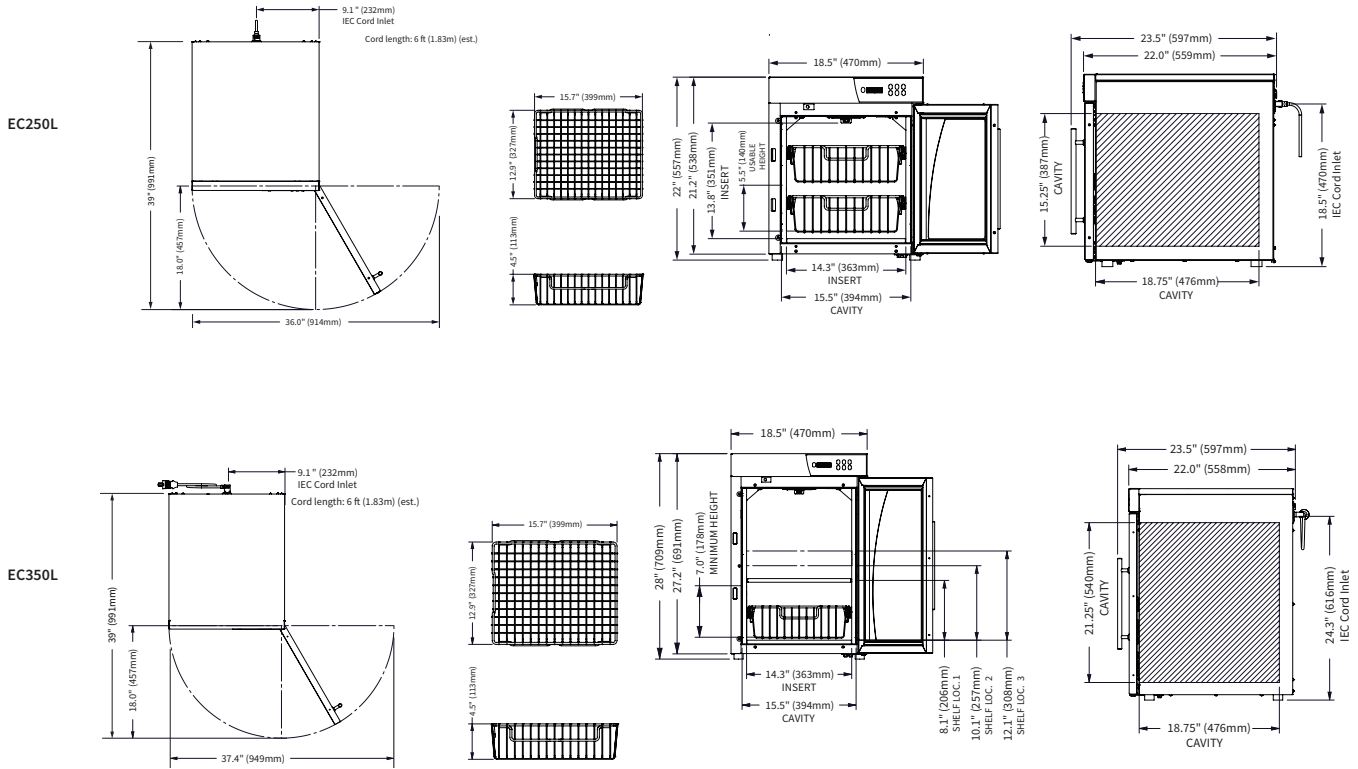 EC250L
9.1" (232mm)
IEC Cord Inlet
Cord length: 6 ft (1.83m) (est.)
39" (991mm)
18.0" (457mm)
36.0" (914mm)
15.7" (399mm)
12.9" (327mm)
4.5" (113mm)
18.5" (470mm)
22" (557mm)
21.2" (538mm)
13.8" (351mm)
INSERT
5.5" (140mm)
USABLE
HEIGHT
14.3" (363mm)
INSERT
15.5" (394mm)
CAVITY
23.5" (597mm)
22.0" (559mm)
15.25" (387mm)
CAVITY
18.5" (470mm)
IEC Cord Inlet
18.75" (476mm)
CAVITY
EC350L
9.1" (232mm)
IEC Cord Inlet
Cord length: 6 ft (1.83m) (est.)
39" (991mm)
18.0" (457mm)
37.4" (949mm)
15.7" (399mm)
12.9" (327mm)
4.5" (113mm)
18.5" (470mm)
28" (709mm)
27.2" (691mm)
7.0" (178mm)
MINIMUM HEIGHT
14.3" (363mm)
INSERT
15.5" (394mm)
CAVITY
8.1" (206mm)
SHELF LOC. 1
10.1" (257mm)
SHELF LOC. 2
12.1" (308mm)
SHELF LOC. 3
23.5" (597mm)
22.0" (558mm)
21.25" (540mm)
CAVITY
24.3" (616mm)
IEC Cord Inlet
18.75" (476mm)
CAVITY